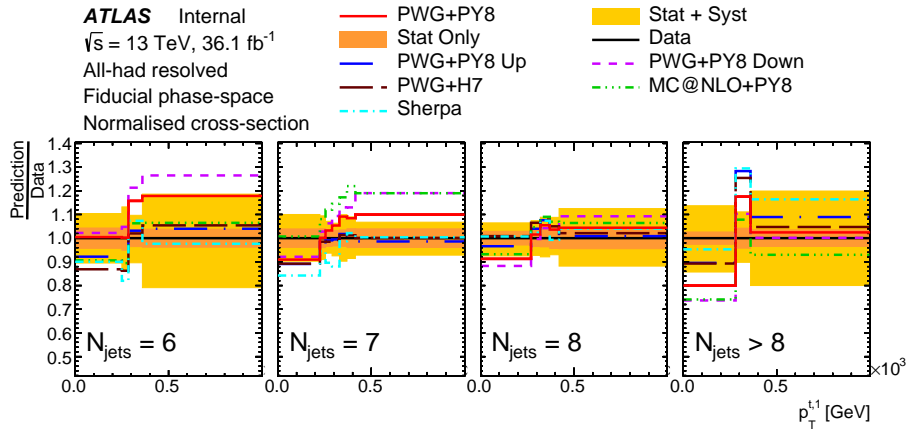 ATLAS Internal
√s = 13 TeV, 36.1 fb⁻¹
All-had resolved
Fiducial phase-space
Normalised cross-section
PWG+PY8
Stat Only
PWG+PY8 Up
PWG+H7
Sherpa
Stat + Syst
Data
PWG+PY8 Down
MC@NLO+PY8
Prediction
Data
1.4
1.3
1.2
1.1
1.0
0.9
0.8
0.7
0.6
0.5
N_jets = 6
N_jets = 7
N_jets = 8
N_jets > 8
0.0 0.5 0.0 0.5 0.0 0.5 0.0 0.5
×10³
p_T^t,1 [GeV]